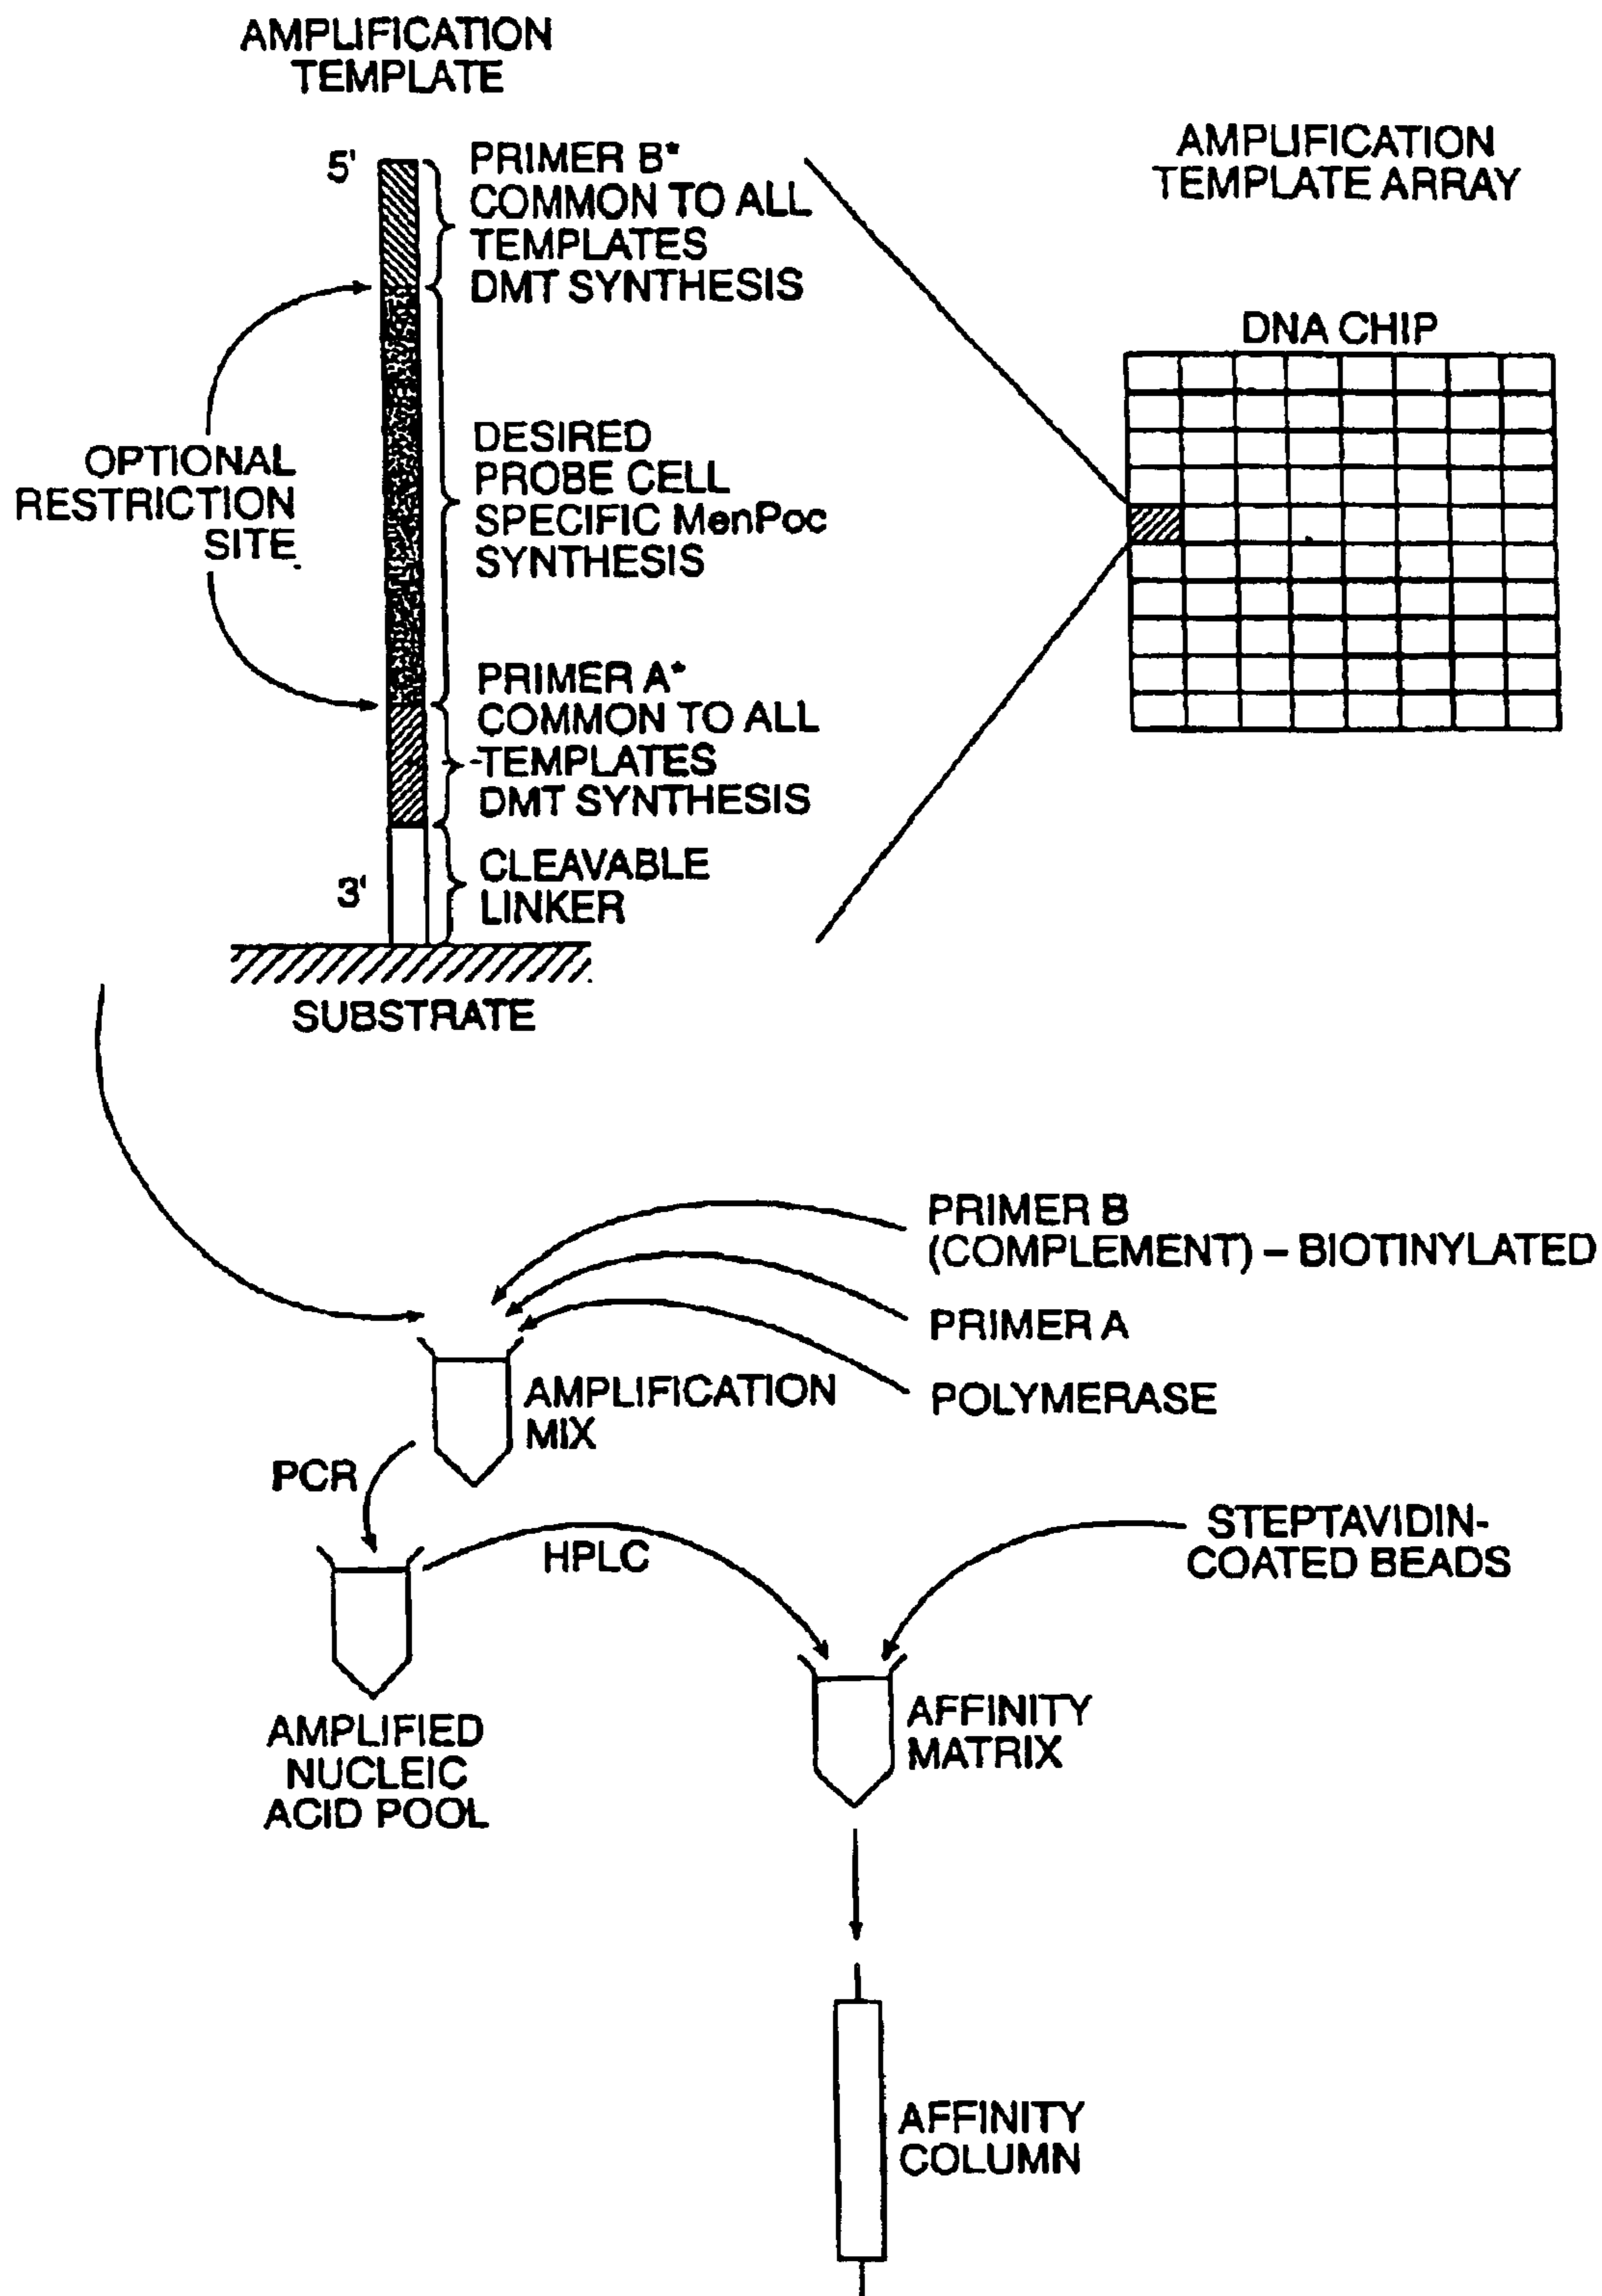 AMPLIFICATION
TEMPLATE
5'
PRIMER B*
COMMON TO ALL
TEMPLATES
DMT SYNTHESIS
OPTIONAL
RESTRICTION
SITE
DESIRED
PROBE CELL
SPECIFIC MenPoc
SYNTHESIS
PRIMER A*
COMMON TO ALL
TEMPLATES
DMT SYNTHESIS
3'
CLEAVABLE
LINKER
SUBSTRATE
AMPLIFICATION
TEMPLATE ARRAY
DNA CHIP
PRIMER B
(COMPLEMENT) – BIOTINYLATED
PRIMER A
POLYMERASE
AMPLIFICATION
MIX
PCR
HPLC
STEPTAVIDIN-
COATED BEADS
AMPLIFIED
NUCLEIC
ACID POOL
AFFINITY
MATRIX
AFFINITY
COLUMN